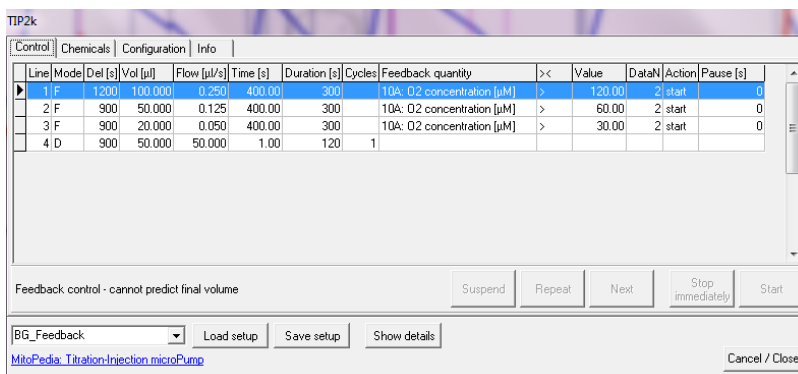 TIP2k
Control Chemicals Configuration Info
Line Mode Del [s] Vol [µl] Flow [µl/s] Time [s] Duration [s] Cycles Feedback quantity >< Value DataN Action Pause [s]
1 F 1200 100.000 0.250 400.00 300 10A: O2 concentration [µM] > 120.00 2 start 0
2 F 900 50.000 0.125 400.00 300 10A: O2 concentration [µM] > 60.00 2 start 0
3 F 900 20.000 0.050 400.00 300 10A: O2 concentration [µM] > 30.00 2 start 0
4 D 900 50.000 50.000 1.00 120 1
Feedback control - cannot predict final volume Suspend Repeat Next Stop immediately Start
BG_Feedback Load setup Save setup Show details
MitoPedia: Titration-Injection microPump Cancel / Close